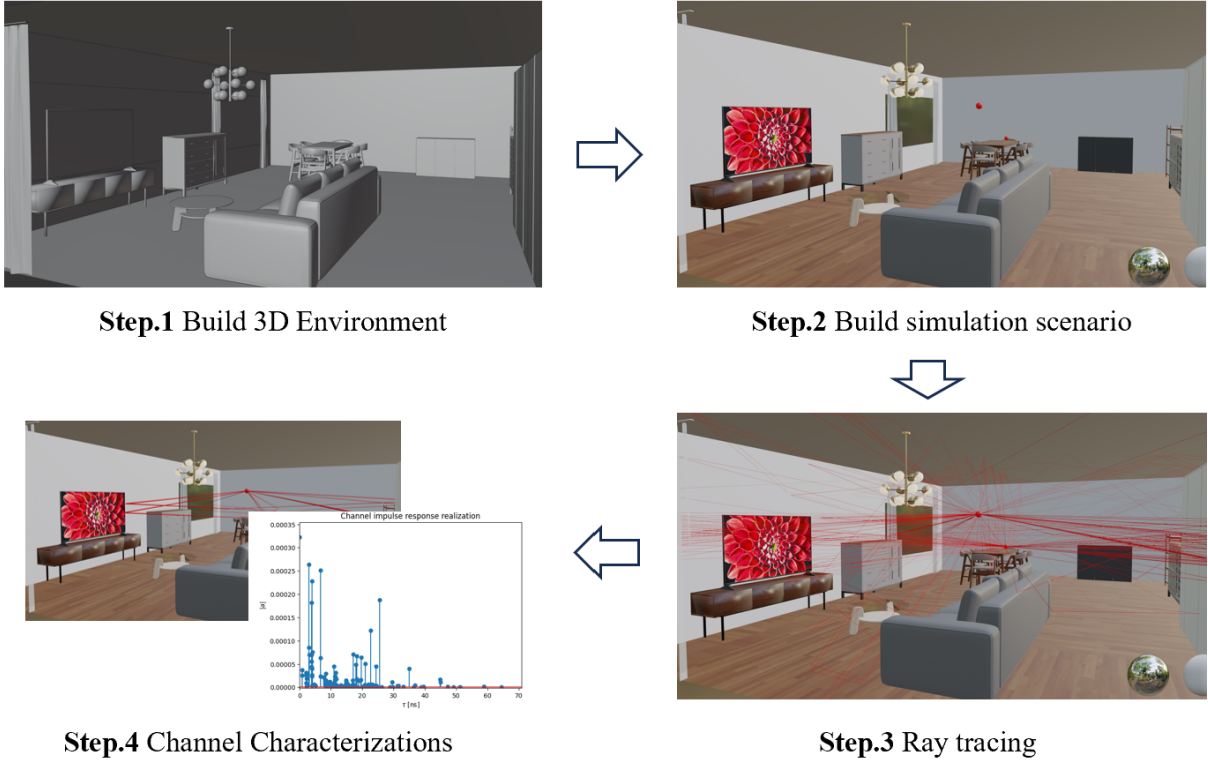 Step.1 Build 3D Environment
Step.2 Build simulation scenario
Channel impulse response realization
0.00035
0.00030
0.00025
0.00020
0.00015
0.00010
0.00005
0.00000
|a|
0 10 20 30 40 50 60 70
τ [ns]
Step.4 Channel Characterizations
Step.3 Ray tracing